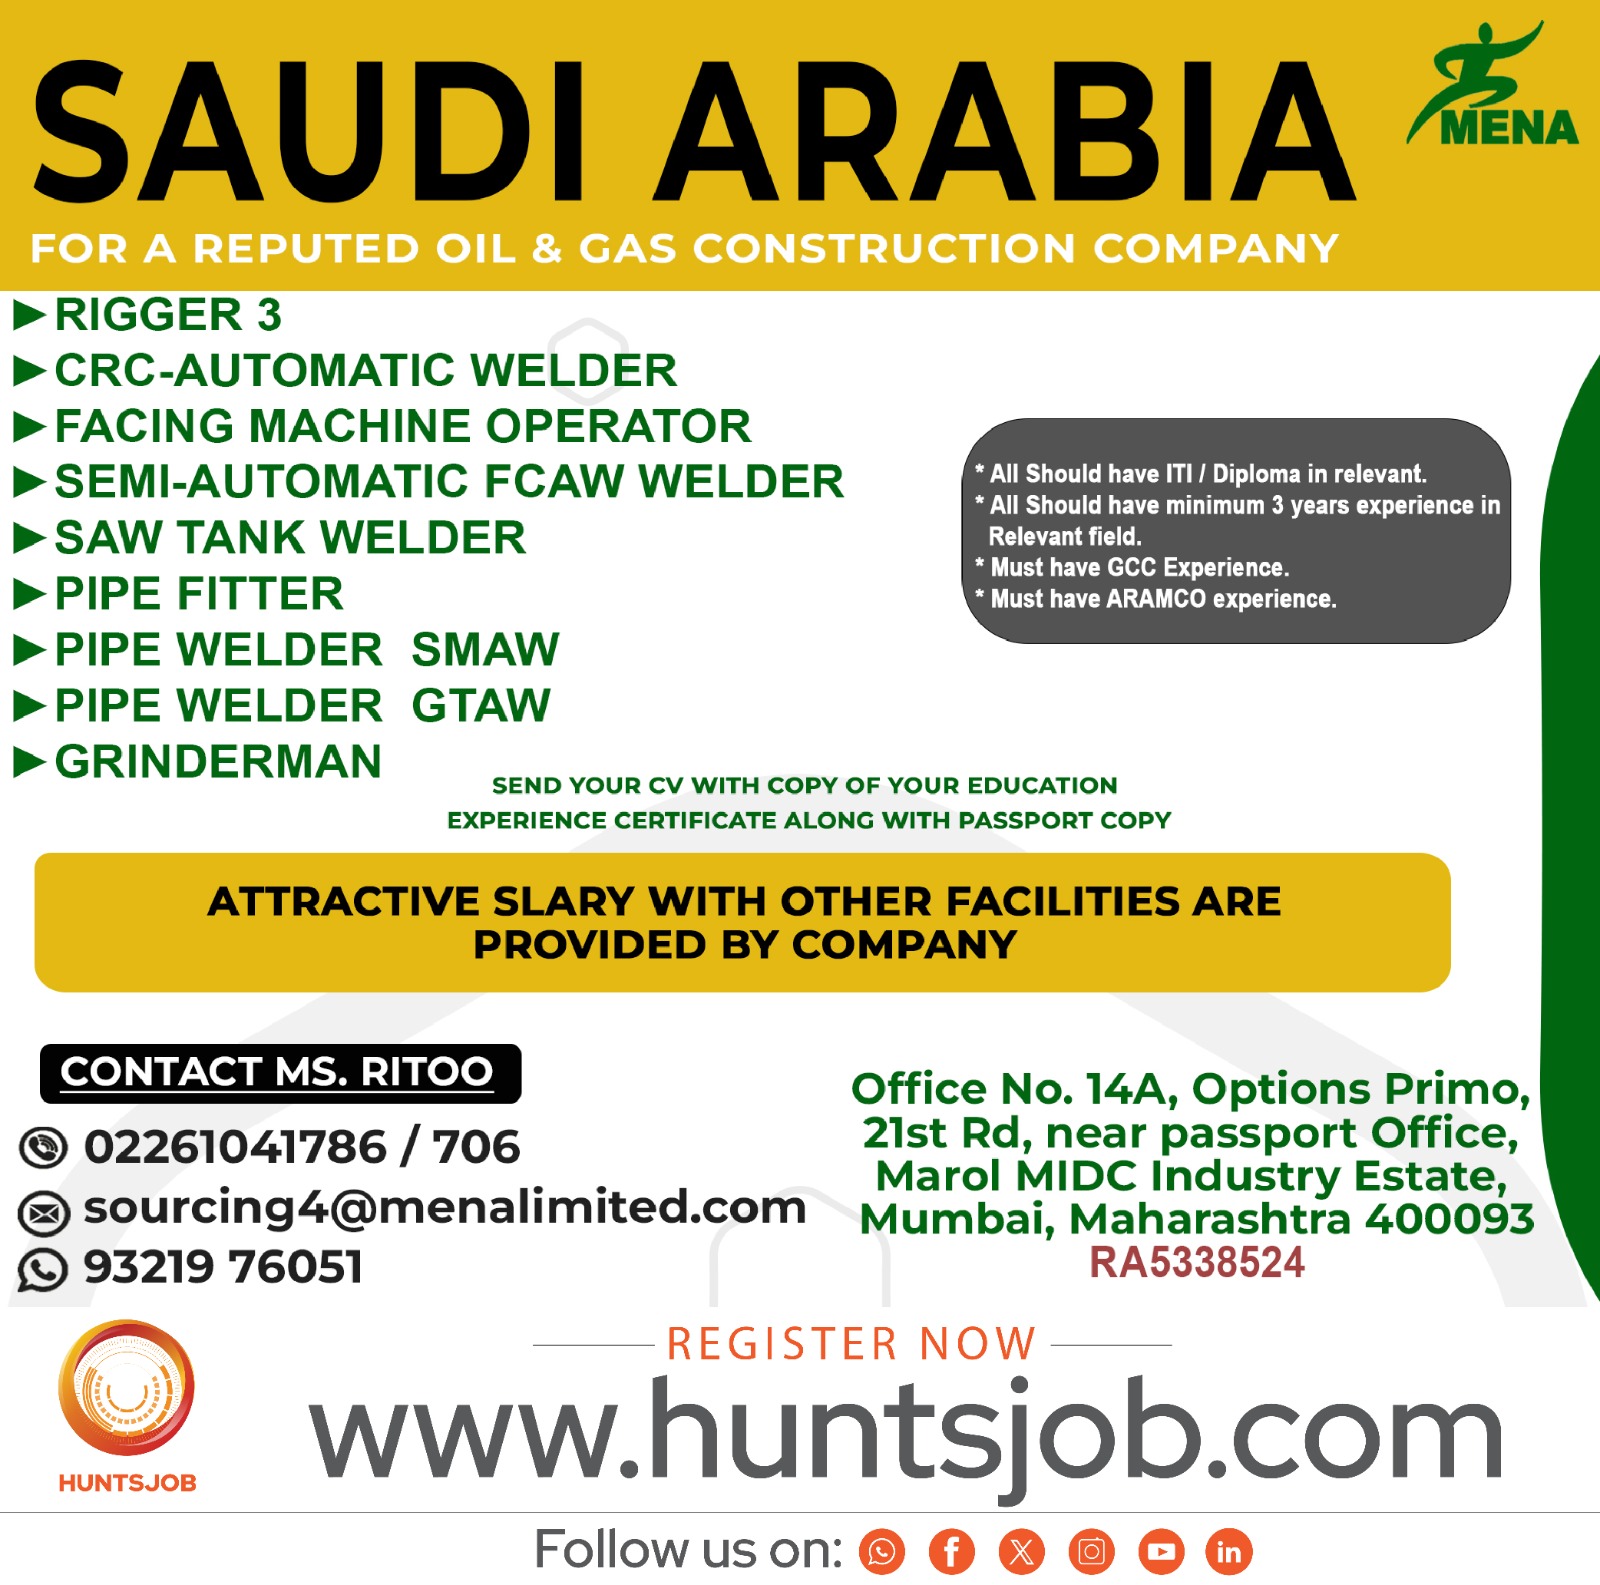 SAUDI ARABIA
MENA
FOR A REPUTED OIL & GAS CONSTRUCTION COMPANY
►RIGGER 3
►CRC-AUTOMATIC WELDER
►FACING MACHINE OPERATOR
►SEMI-AUTOMATIC FCAW WELDER
►SAW TANK WELDER
►PIPE FITTER
►PIPE WELDER SMAW
►PIPE WELDER GTAW
►GRINDERMAN
* All Should have ITI / Diploma in relevant.
* All Should have minimum 3 years experience in
Relevant field.
* Must have GCC Experience.
* Must have ARAMCO experience.
SEND YOUR CV WITH COPY OF YOUR EDUCATION
EXPERIENCE CERTIFICATE ALONG WITH PASSPORT COPY
ATTRACTIVE SLARY WITH OTHER FACILITIES ARE
PROVIDED BY COMPANY
CONTACT MS. RITOO
02261041786 / 706
sourcing4@menalimited.com
93219 76051
Office No. 14A, Options Primo,
21st Rd, near passport Office,
Marol MIDC Industry Estate,
Mumbai, Maharashtra 400093
RA5338524
HUNTSJOB
REGISTER NOW
www.huntsjob.com
Follow us on: